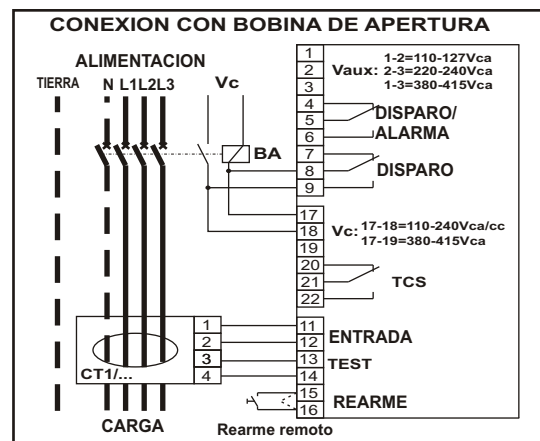 CONEXION CON BOBINA DE APERTURA
ALIMENTACION
TIERRA
N L1 L2 L3
Vc
BA
1
2
3
4
5
6
7
8
9
Vaux:
1-2=110-127Vca
2-3=220-240Vca
1-3=380-415Vca
DISPARO/
ALARMA
DISPARO
17
18
19
20
21
22
Vc:
17-18=110-240Vca/cc
17-19=380-415Vca
TCS
1
2
3
4
CT1/...
11
12
13
14
15
16
ENTRADA
TEST
REARME
CARGA
Rearme remoto